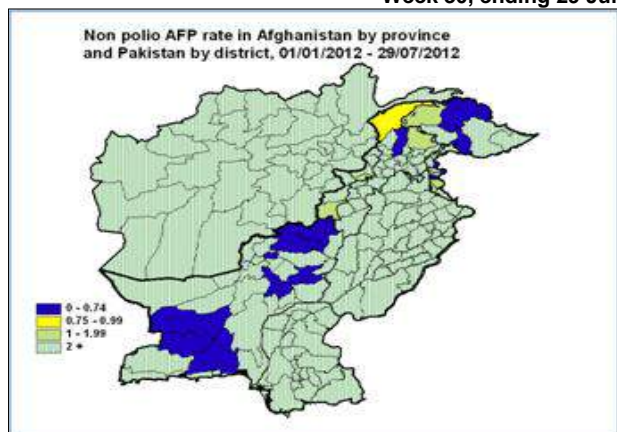 Non polio AFP rate in Afghanistan by province
and Pakistan by district, 01/01/2012 - 29/07/2012
0 - 0.74
0.75 - 0.99
1 - 1.99
2 +